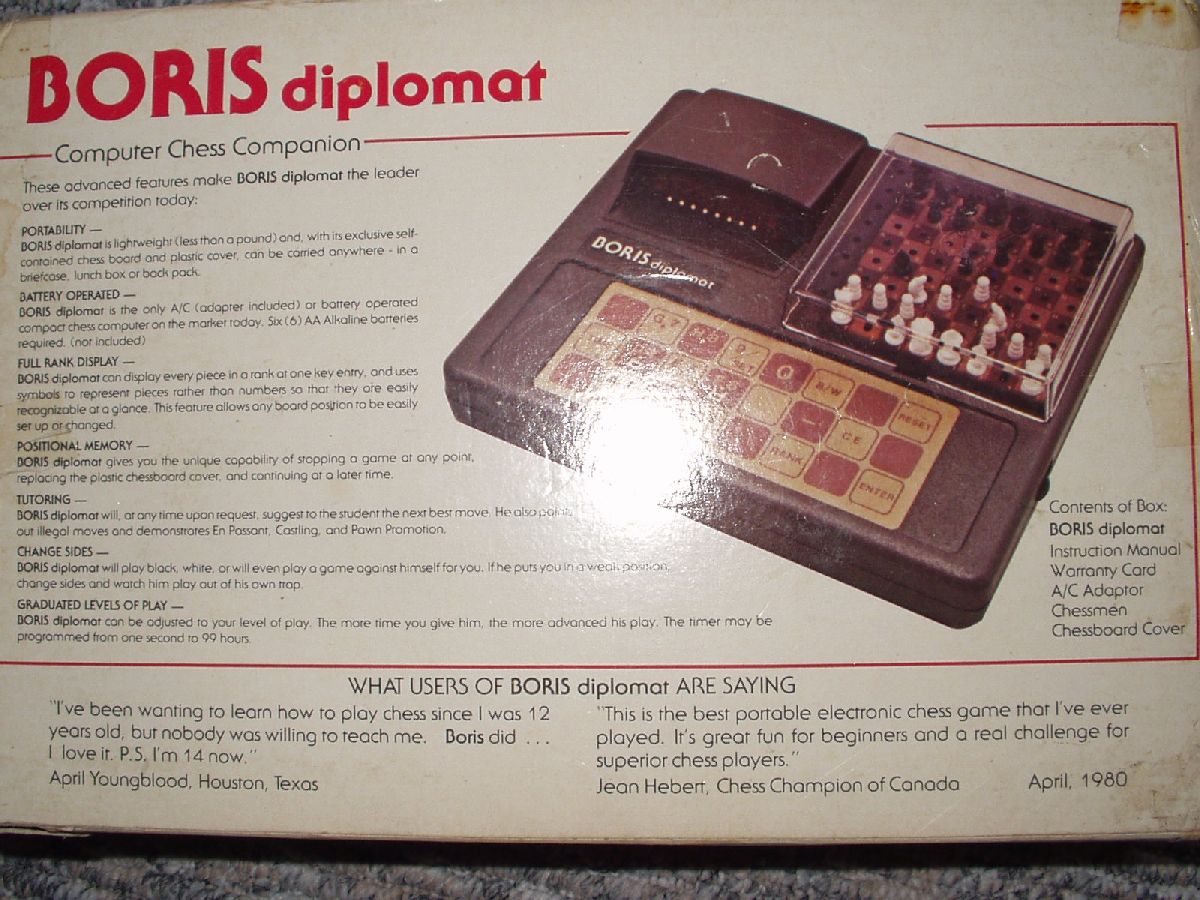 BORIS diplomat
Computer Chess Companion
These advanced features make BORIS diplomat the leader
over its competition today:
PORTABILITY —
BORIS diplomat is lightweight (less than a pound) and, with its exclusive self-
contained chess board and plastic cover, can be carried anywhere - in a
briefcase, lunch box or back pack.
BATTERY OPERATED —
BORIS diplomat is the only A/C (adapter included) or battery operated
compact chess computer on the market today. Six (6) AA Alkaline batteries
required. (not included)
FULL RANK DISPLAY —
BORIS diplomat can display every piece in a rank at one key entry, and uses
symbols to represent pieces rather than numbers so that they are easily
recognizable at a glance. This feature allows any board position to be easily
set up or changed.
POSITIONAL MEMORY —
BORIS diplomat gives you the unique capability of stopping a game at any point,
replacing the plastic chessboard cover, and continuing at a later time.
TUTORING —
BORIS diplomat will, at any time upon request, suggest to the student the next best move. He also points
out illegal moves and demonstrates En Passant, Castling, and Pawn Promotion.
CHANGE SIDES —
BORIS diplomat will play black, white, or will even play a game against himself for you. If he puts you in a weak position,
change sides and watch him play out of his own trap.
GRADUATED LEVELS OF PLAY —
BORIS diplomat can be adjusted to your level of play. The more time you give him, the more advanced his play. The timer may be
programmed from one second to 99 hours.
BORIS diplomat
G,7
B/W
RESET
C E
RANK
ENTER
Contents of Box:
BORIS diplomat
Instruction Manual
Warranty Card
A/C Adaptor
Chessmen
Chessboard Cover
WHAT USERS OF BORIS diplomat ARE SAYING
"I've been wanting to learn how to play chess since I was 12
years old, but nobody was willing to teach me. Boris did ...
I love it. P.S. I'm 14 now."
April Youngblood, Houston, Texas
"This is the best portable electronic chess game that I've ever
played. It's great fun for beginners and a real challenge for
superior chess players."
Jean Hebert, Chess Champion of Canada April, 1980